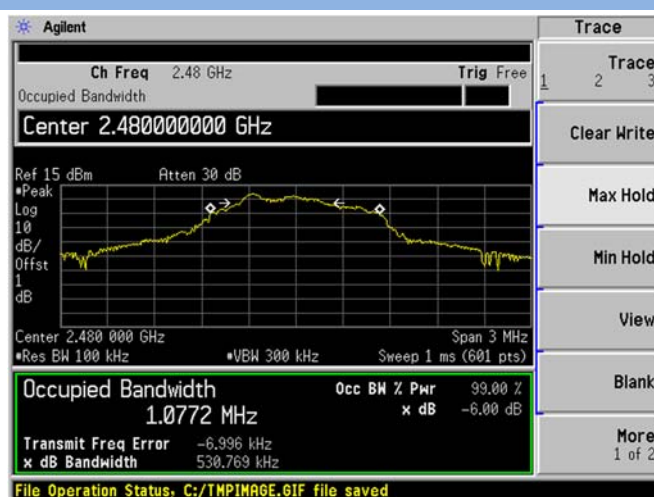 Agilent
Trace
Ch Freq 2.48 GHz Trig Free
Occupied Bandwidth
Center 2.480000000 GHz
Ref 15 dBm Atten 30 dB
*Peak
Log
10
dB/
Offst
1
dB
Center 2.480 000 GHz Span 3 MHz
*Res BW 100 kHz *VBW 300 kHz Sweep 1 ms (601 pts)
Occupied Bandwidth Occ BW % Pwr 99.00 %
1.0772 MHz x dB -6.00 dB
Transmit Freq Error -6.996 kHz
x dB Bandwidth 530.769 kHz
File Operation Status, C:/TMPIMAGE.GIF file saved
Trace
1 2 3
Clear Write
Max Hold
Min Hold
View
Blank
More
1 of 2